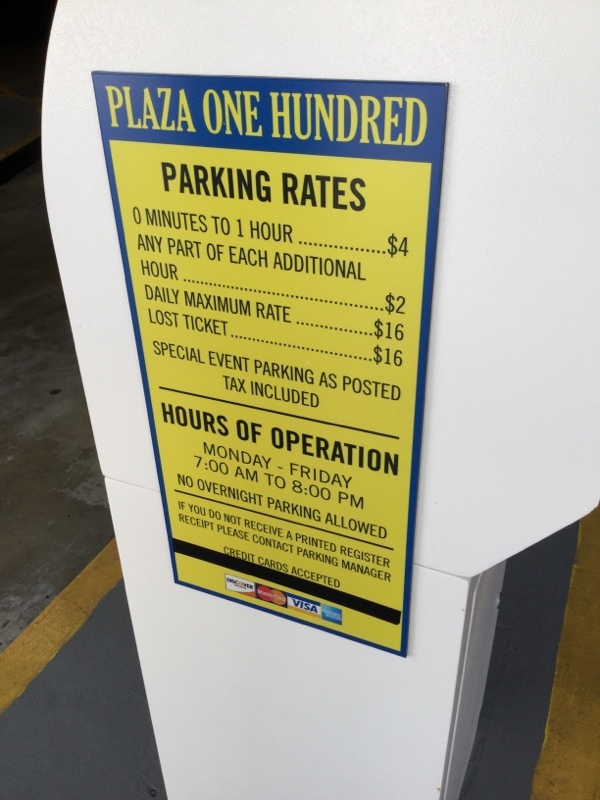 PLAZA ONE HUNDRED
PARKING RATES
0 MINUTES TO 1 HOUR ..................$4
ANY PART OF EACH ADDITIONAL
HOUR ..........................................$2
DAILY MAXIMUM RATE ................$16
LOST TICKET.............................$16
SPECIAL EVENT PARKING AS POSTED
TAX INCLUDED
HOURS OF OPERATION
MONDAY - FRIDAY
7:00 AM TO 8:00 PM
NO OVERNIGHT PARKING ALLOWED
IF YOU DO NOT RECEIVE A PRINTED REGISTER
RECEIPT PLEASE CONTACT PARKING MANAGER
CREDIT CARDS ACCEPTED
DISCOVER MasterCard VISA